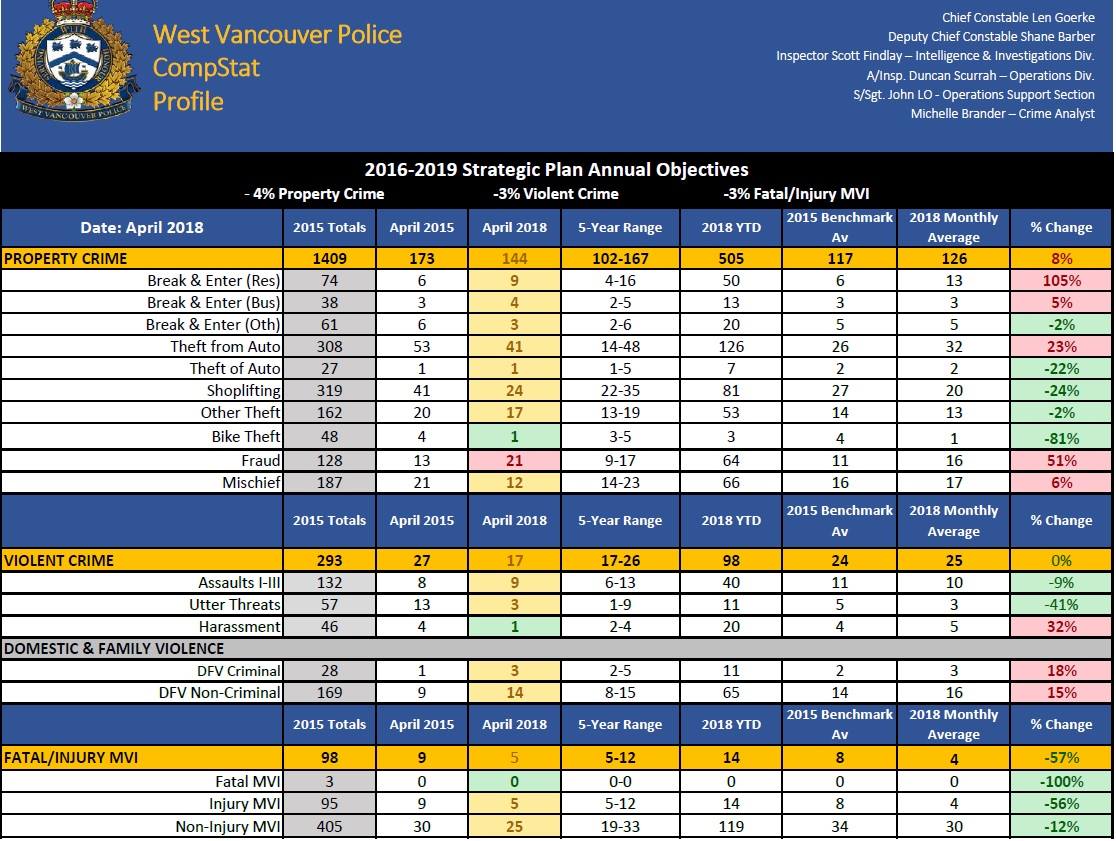 WITH
WEST VANCOUVER POLICE
West Vancouver Police
CompStat
Profile
Chief Constable Len Goerke
Deputy Chief Constable Shane Barber
Inspector Scott Findlay – Intelligence & Investigations Div.
A/Insp. Duncan Scurrah – Operations Div.
S/Sgt. John LO - Operations Support Section
Michelle Brander – Crime Analyst
2016-2019 Strategic Plan Annual Objectives
- 4% Property Crime -3% Violent Crime -3% Fatal/Injury MVI
Date: April 2018 2015 Totals April 2015 April 2018 5-Year Range 2018 YTD 2015 Benchmark Av 2018 Monthly Average % Change
PROPERTY CRIME 1409 173 144 102-167 505 117 126 8%
Break & Enter (Res) 74 6 9 4-16 50 6 13 105%
Break & Enter (Bus) 38 3 4 2-5 13 3 3 5%
Break & Enter (Oth) 61 6 3 2-6 20 5 5 -2%
Theft from Auto 308 53 41 14-48 126 26 32 23%
Theft of Auto 27 1 1 1-5 7 2 2 -22%
Shoplifting 319 41 24 22-35 81 27 20 -24%
Other Theft 162 20 17 13-19 53 14 13 -2%
Bike Theft 48 4 1 3-5 3 4 1 -81%
Fraud 128 13 21 9-17 64 11 16 51%
Mischief 187 21 12 14-23 66 16 17 6%
2015 Totals April 2015 April 2018 5-Year Range 2018 YTD 2015 Benchmark Av 2018 Monthly Average % Change
VIOLENT CRIME 293 27 17 17-26 98 24 25 0%
Assaults I-III 132 8 9 6-13 40 11 10 -9%
Utter Threats 57 13 3 1-9 11 5 3 -41%
Harassment 46 4 1 2-4 20 4 5 32%
DOMESTIC & FAMILY VIOLENCE
DFV Criminal 28 1 3 2-5 11 2 3 18%
DFV Non-Criminal 169 9 14 8-15 65 14 16 15%
2015 Totals April 2015 April 2018 5-Year Range 2018 YTD 2015 Benchmark Av 2018 Monthly Average % Change
FATAL/INJURY MVI 98 9 5 5-12 14 8 4 -57%
Fatal MVI 3 0 0 0-0 0 0 0 -100%
Injury MVI 95 9 5 5-12 14 8 4 -56%
Non-Injury MVI 405 30 25 19-33 119 34 30 -12%